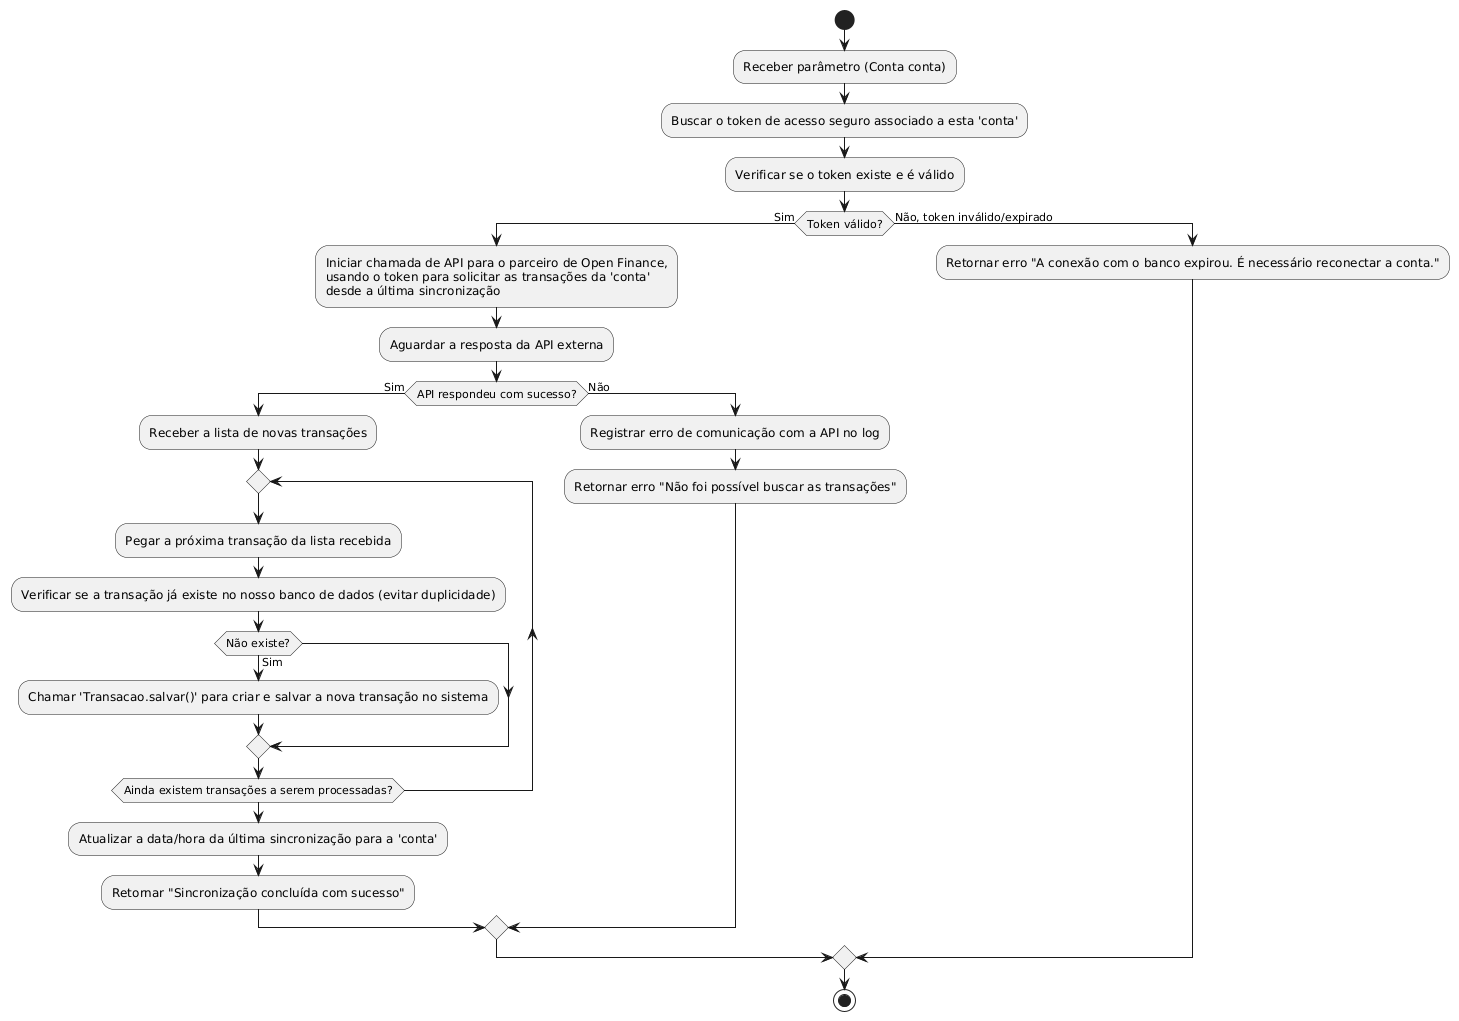 Receber parâmetro (Conta conta)
Buscar o token de acesso seguro associado a esta 'conta'
Verificar se o token existe e é válido
Token válido?
Sim
Não, token inválido/expirado
Iniciar chamada de API para o parceiro de Open Finance,
usando o token para solicitar as transações da 'conta'
desde a última sincronização
Retornar erro "A conexão com o banco expirou. É necessário reconectar a conta."
Aguardar a resposta da API externa
API respondeu com sucesso?
Sim
Não
Receber a lista de novas transações
Registrar erro de comunicação com a API no log
Retornar erro "Não foi possível buscar as transações"
Pegar a próxima transação da lista recebida
Verificar se a transação já existe no nosso banco de dados (evitar duplicidade)
Não existe?
Sim
Chamar 'Transacao.salvar()' para criar e salvar a nova transação no sistema
Ainda existem transações a serem processadas?
Atualizar a data/hora da última sincronização para a 'conta'
Retornar "Sincronização concluída com sucesso"